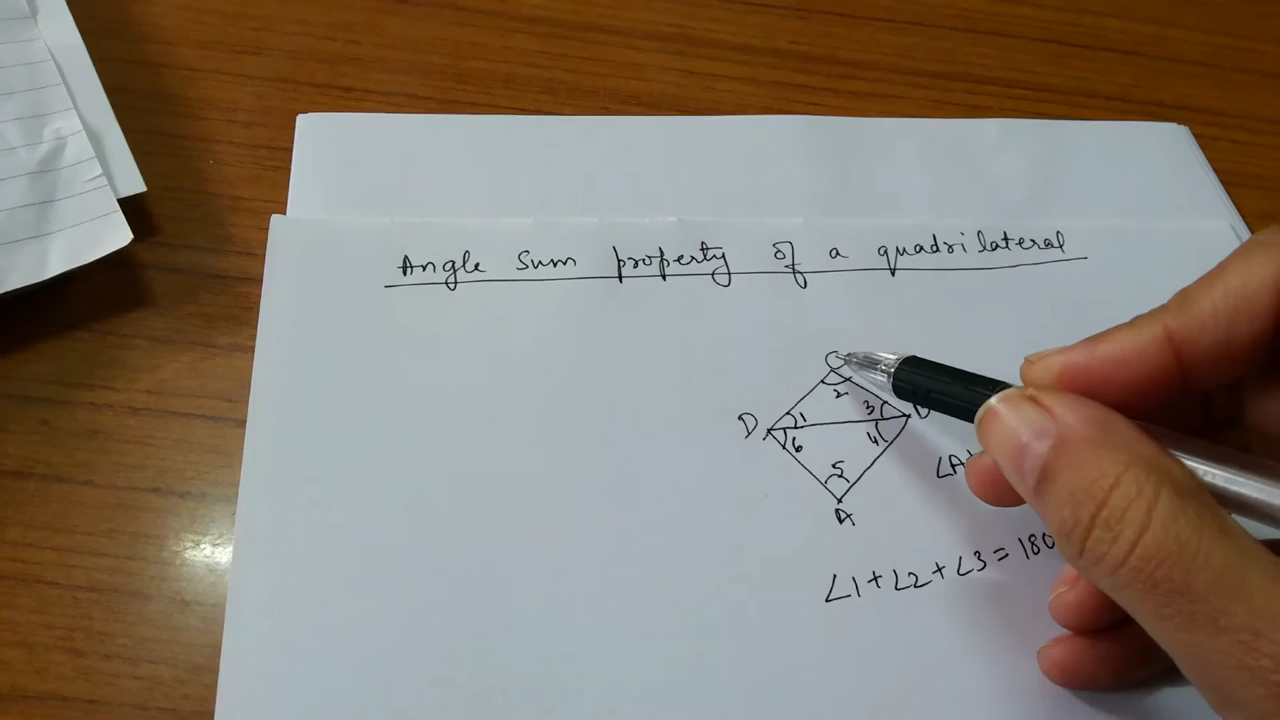 Angle sum property of a quadrilateral
C
2
D 1 3
6 4
5
∠A+
A
∠1+∠2+∠3=180